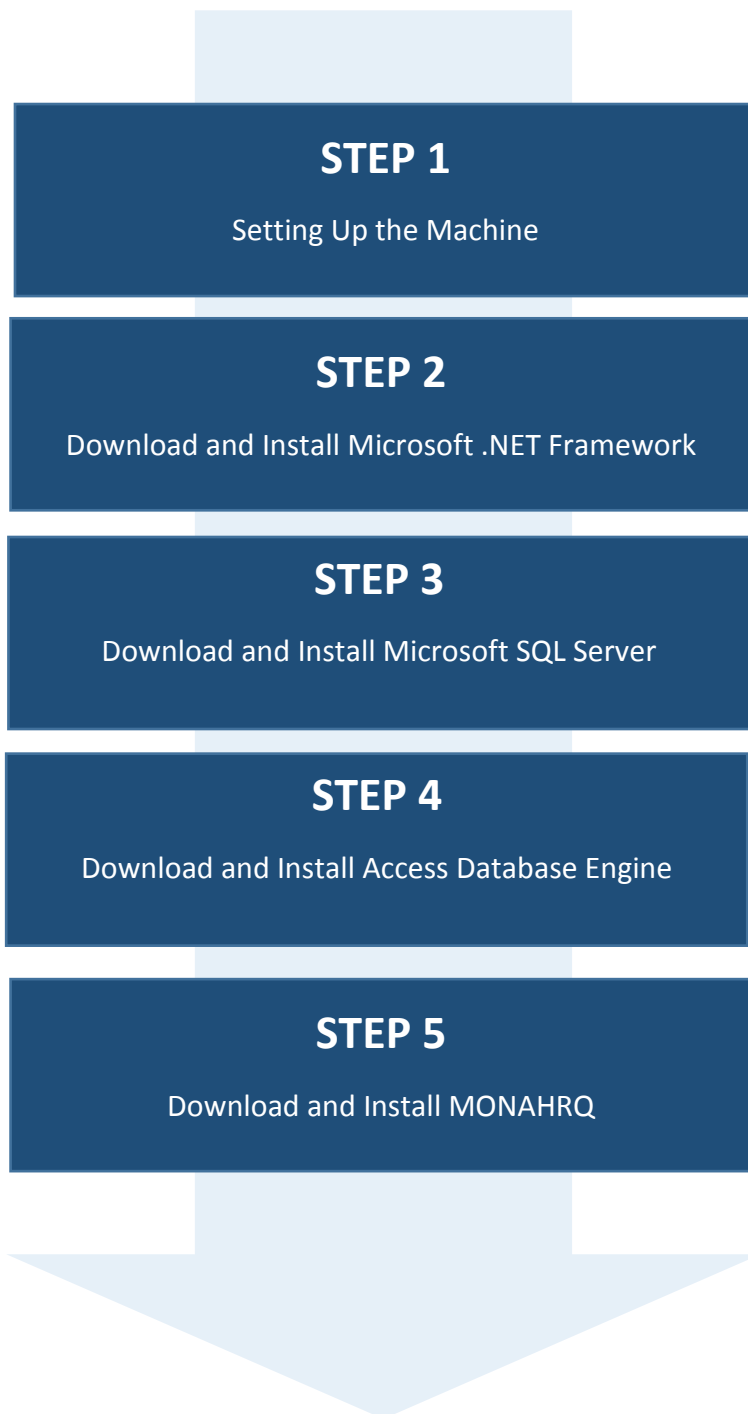 STEP 1
Setting Up the Machine
STEP 2
Download and Install Microsoft .NET Framework
STEP 3
Download and Install Microsoft SQL Server
STEP 4
Download and Install Access Database Engine
STEP 5
Download and Install MONAHRQ